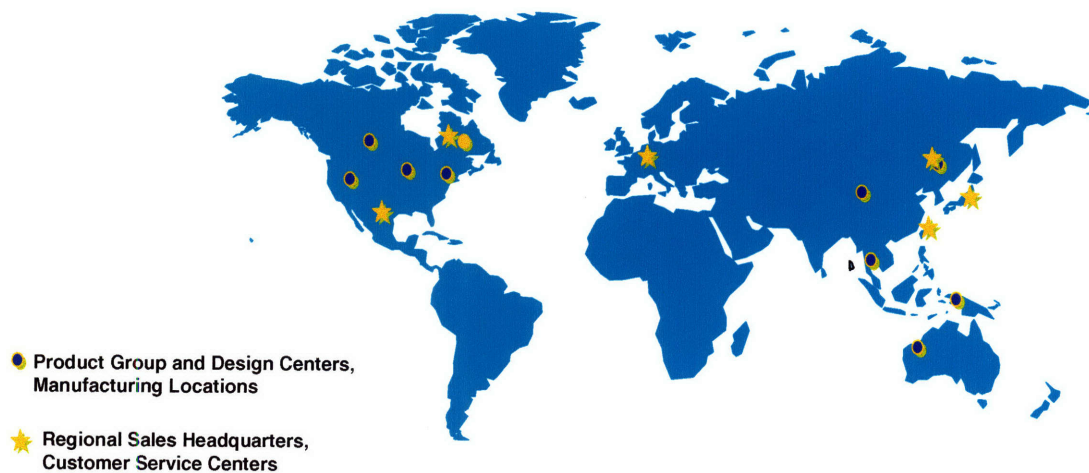 Product Group and Design Centers,
Manufacturing Locations
Regional Sales Headquarters,
Customer Service Centers